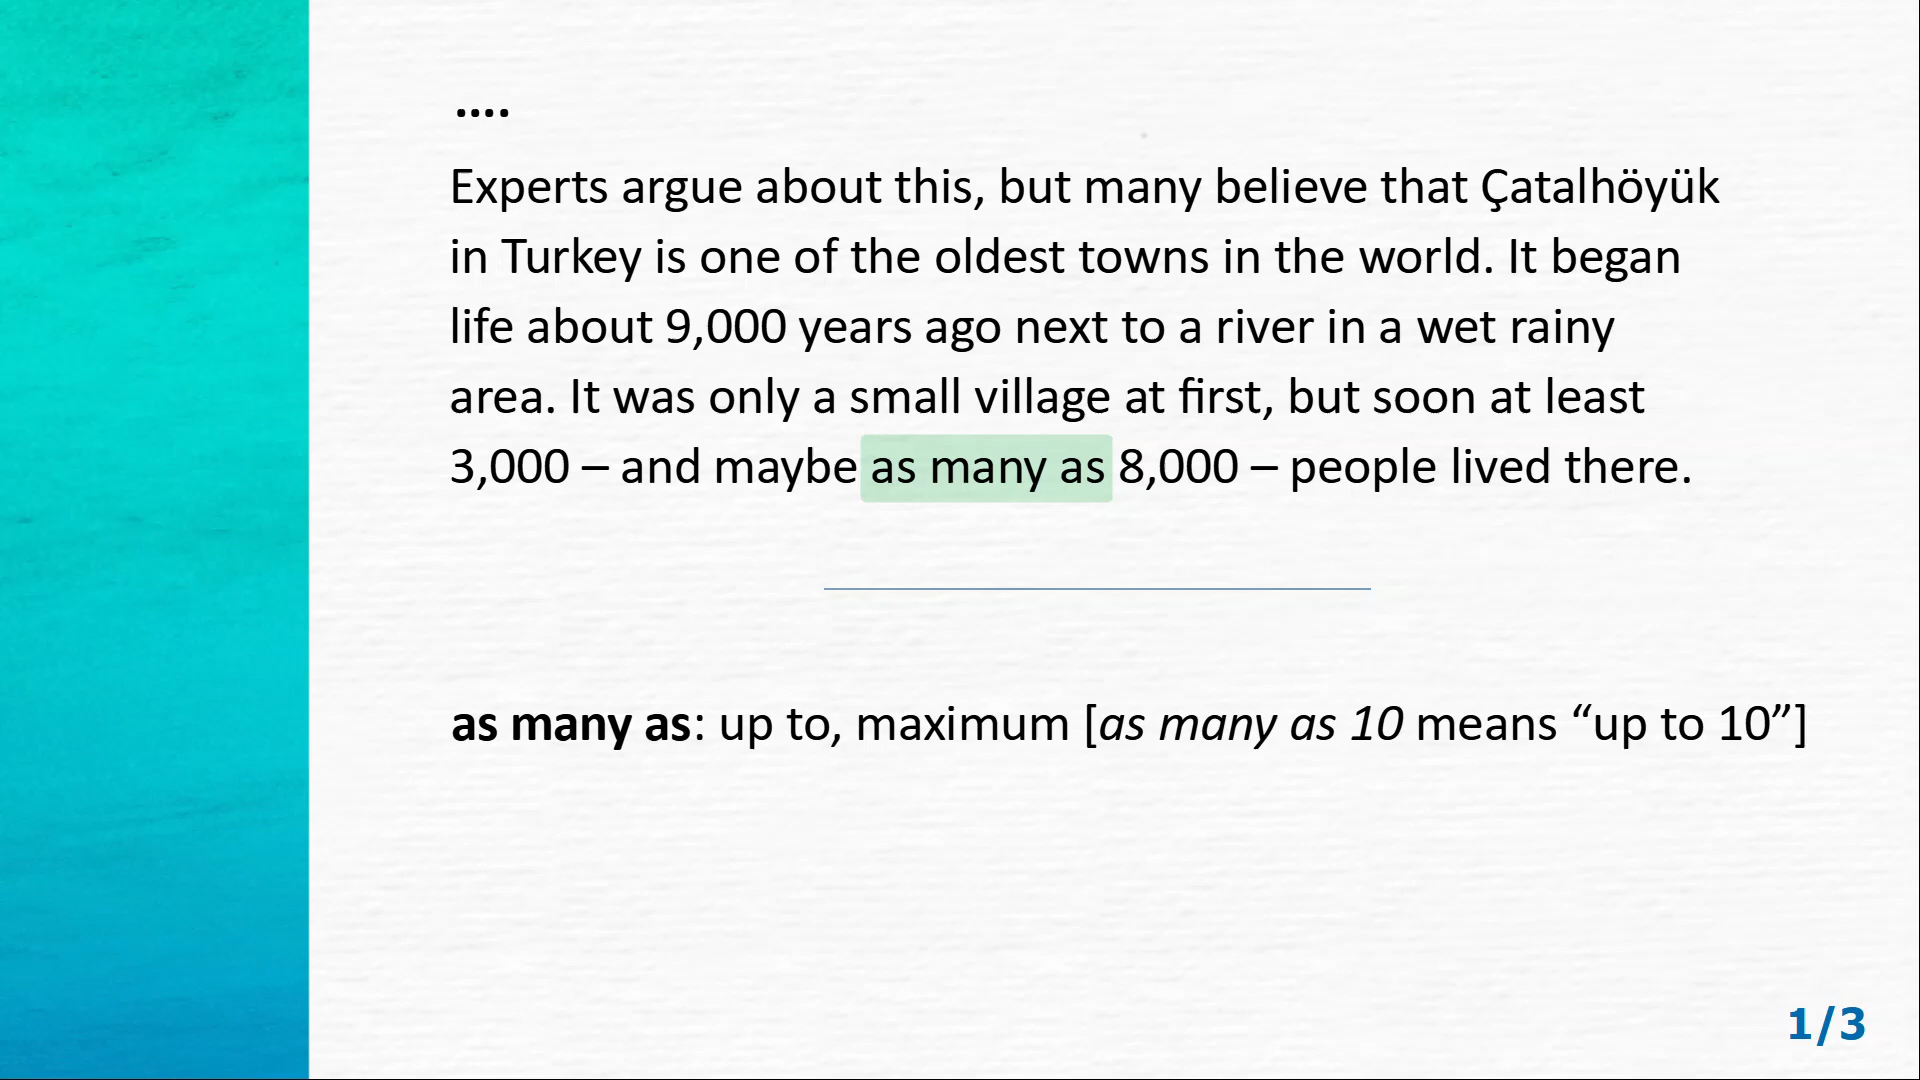 ....
Experts argue about this, but many believe that Çatalhöyük
in Turkey is one of the oldest towns in the world. It began
life about 9,000 years ago next to a river in a wet rainy
area. It was only a small village at first, but soon at least
3,000 – and maybe as many as 8,000 – people lived there.
as many as: up to, maximum [as many as 10 means “up to 10”]
1/3